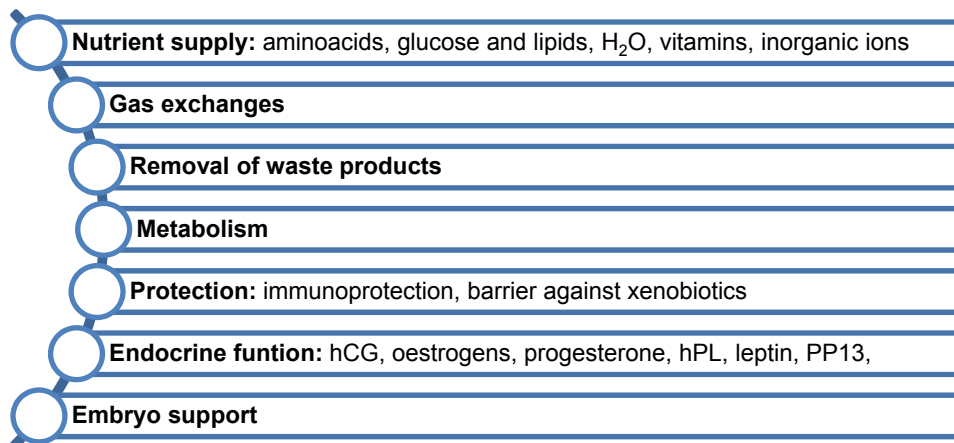 Nutrient supply: aminoacids, glucose and lipids, H₂O, vitamins, inorganic ions
Gas exchanges
Removal of waste products
Metabolism
Protection: immunoprotection, barrier against xenobiotics
Endocrine funtion: hCG, oestrogens, progesterone, hPL, leptin, PP13,
Embryo support